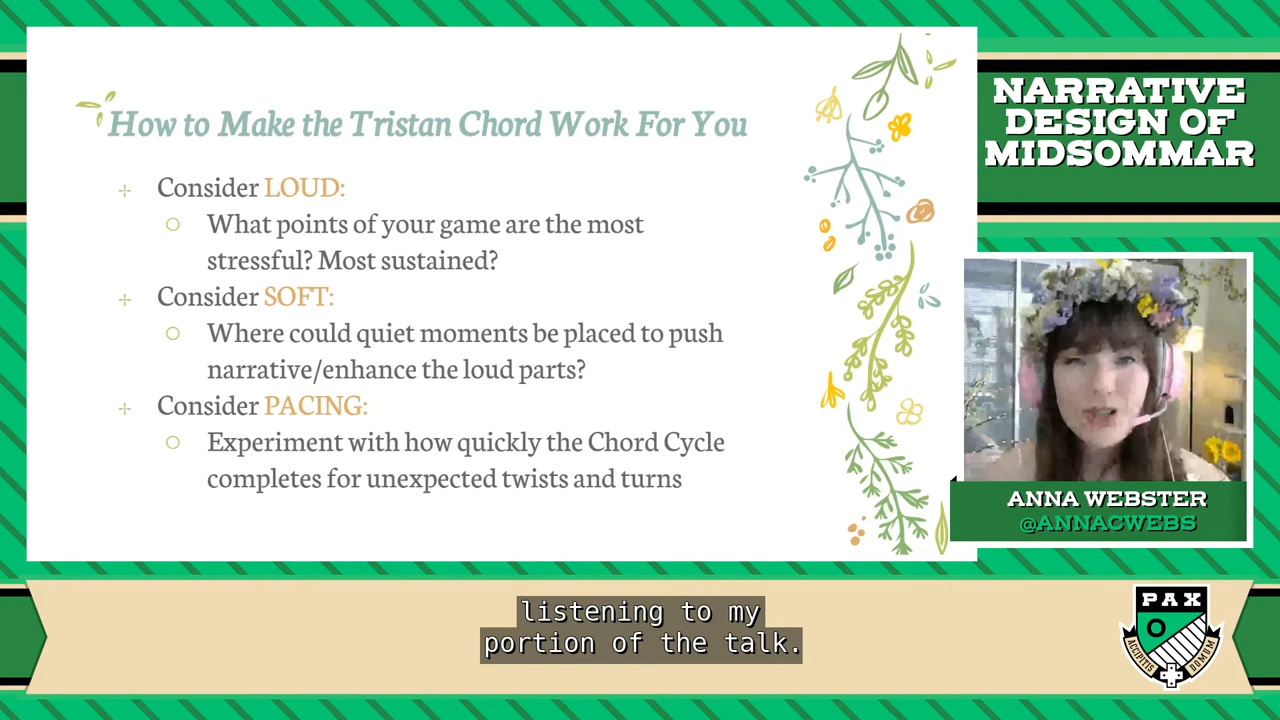 How to Make the Tristan Chord Work For You
Consider LOUD:
What points of your game are the most
stressful? Most sustained?
Consider SOFT:
Where could quiet moments be placed to push
narrative/enhance the loud parts?
Consider PACING:
Experiment with how quickly the Chord Cycle
completes for unexpected twists and turns
NARRATIVE
DESIGN OF
MIDSOMMAR
ANNA WEBSTER
@ANNACWEBS
listening to my
portion of the talk.
PAX
ACCIPITIS
DOMUM